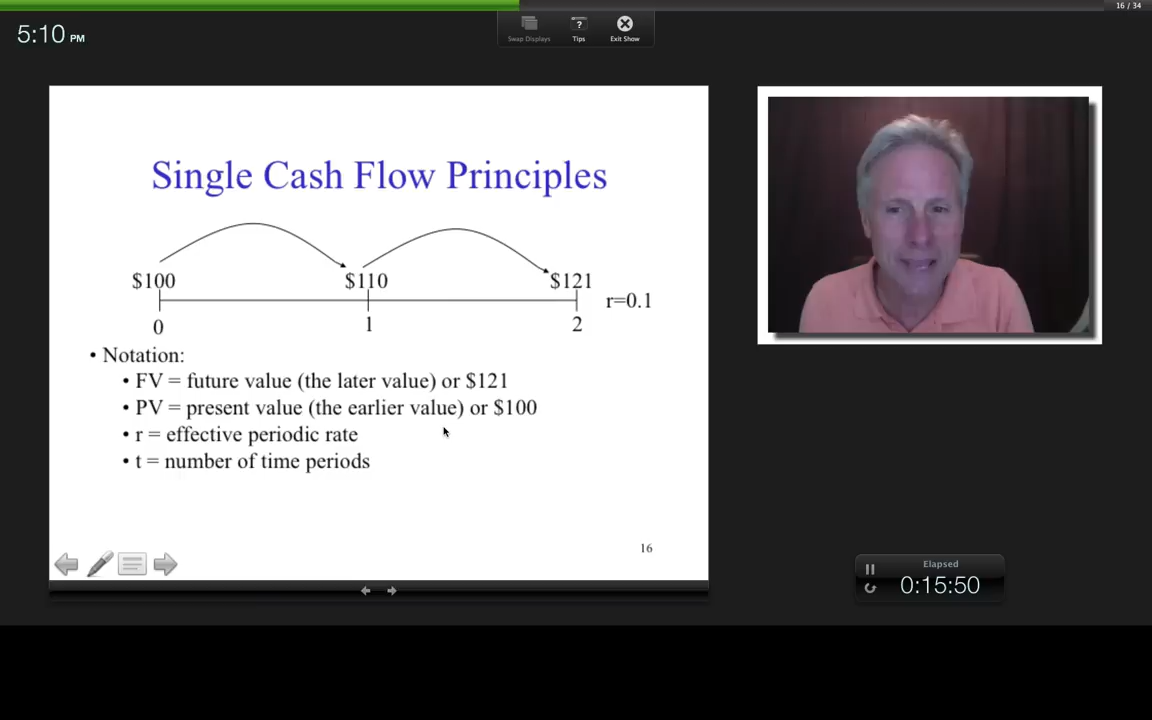 16 / 34
5:10 PM
?
Swap Displays
Tips
Exit Show
Single Cash Flow Principles
$100
$110
$121
r=0.1
0
1
2
• Notation:
• FV = future value (the later value) or $121
• PV = present value (the earlier value) or $100
• r = effective periodic rate
• t = number of time periods
16
Elapsed
0:15:50